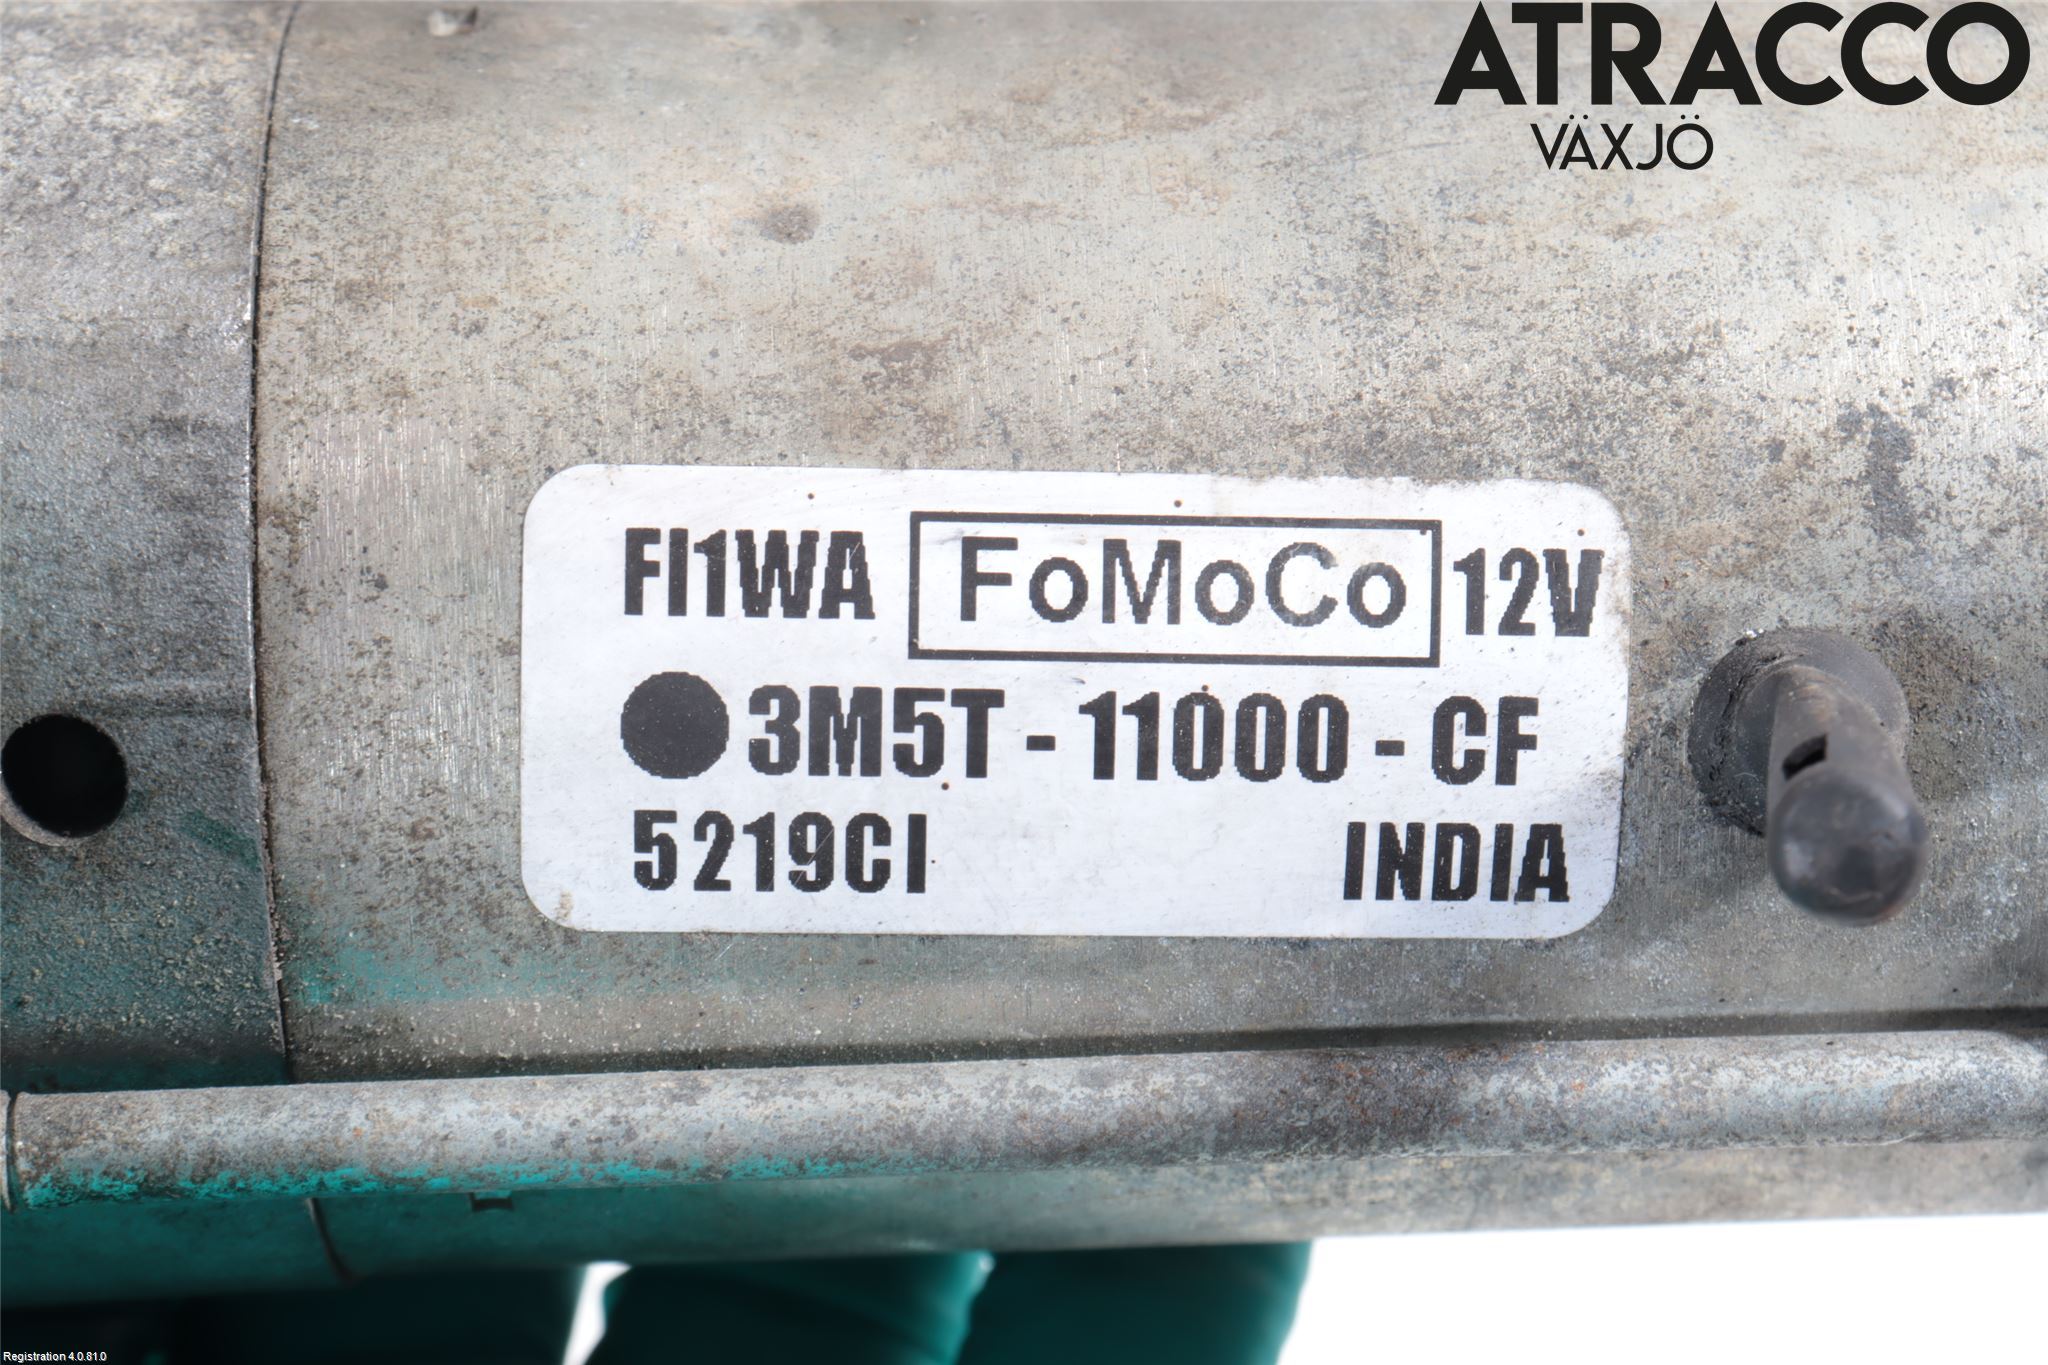 ATRACCO
VÄXJÖ
FI1WA FoMoCo 12V
3M5T - 11000 - CF
5219CI INDIA
Registration 4.0.81.0